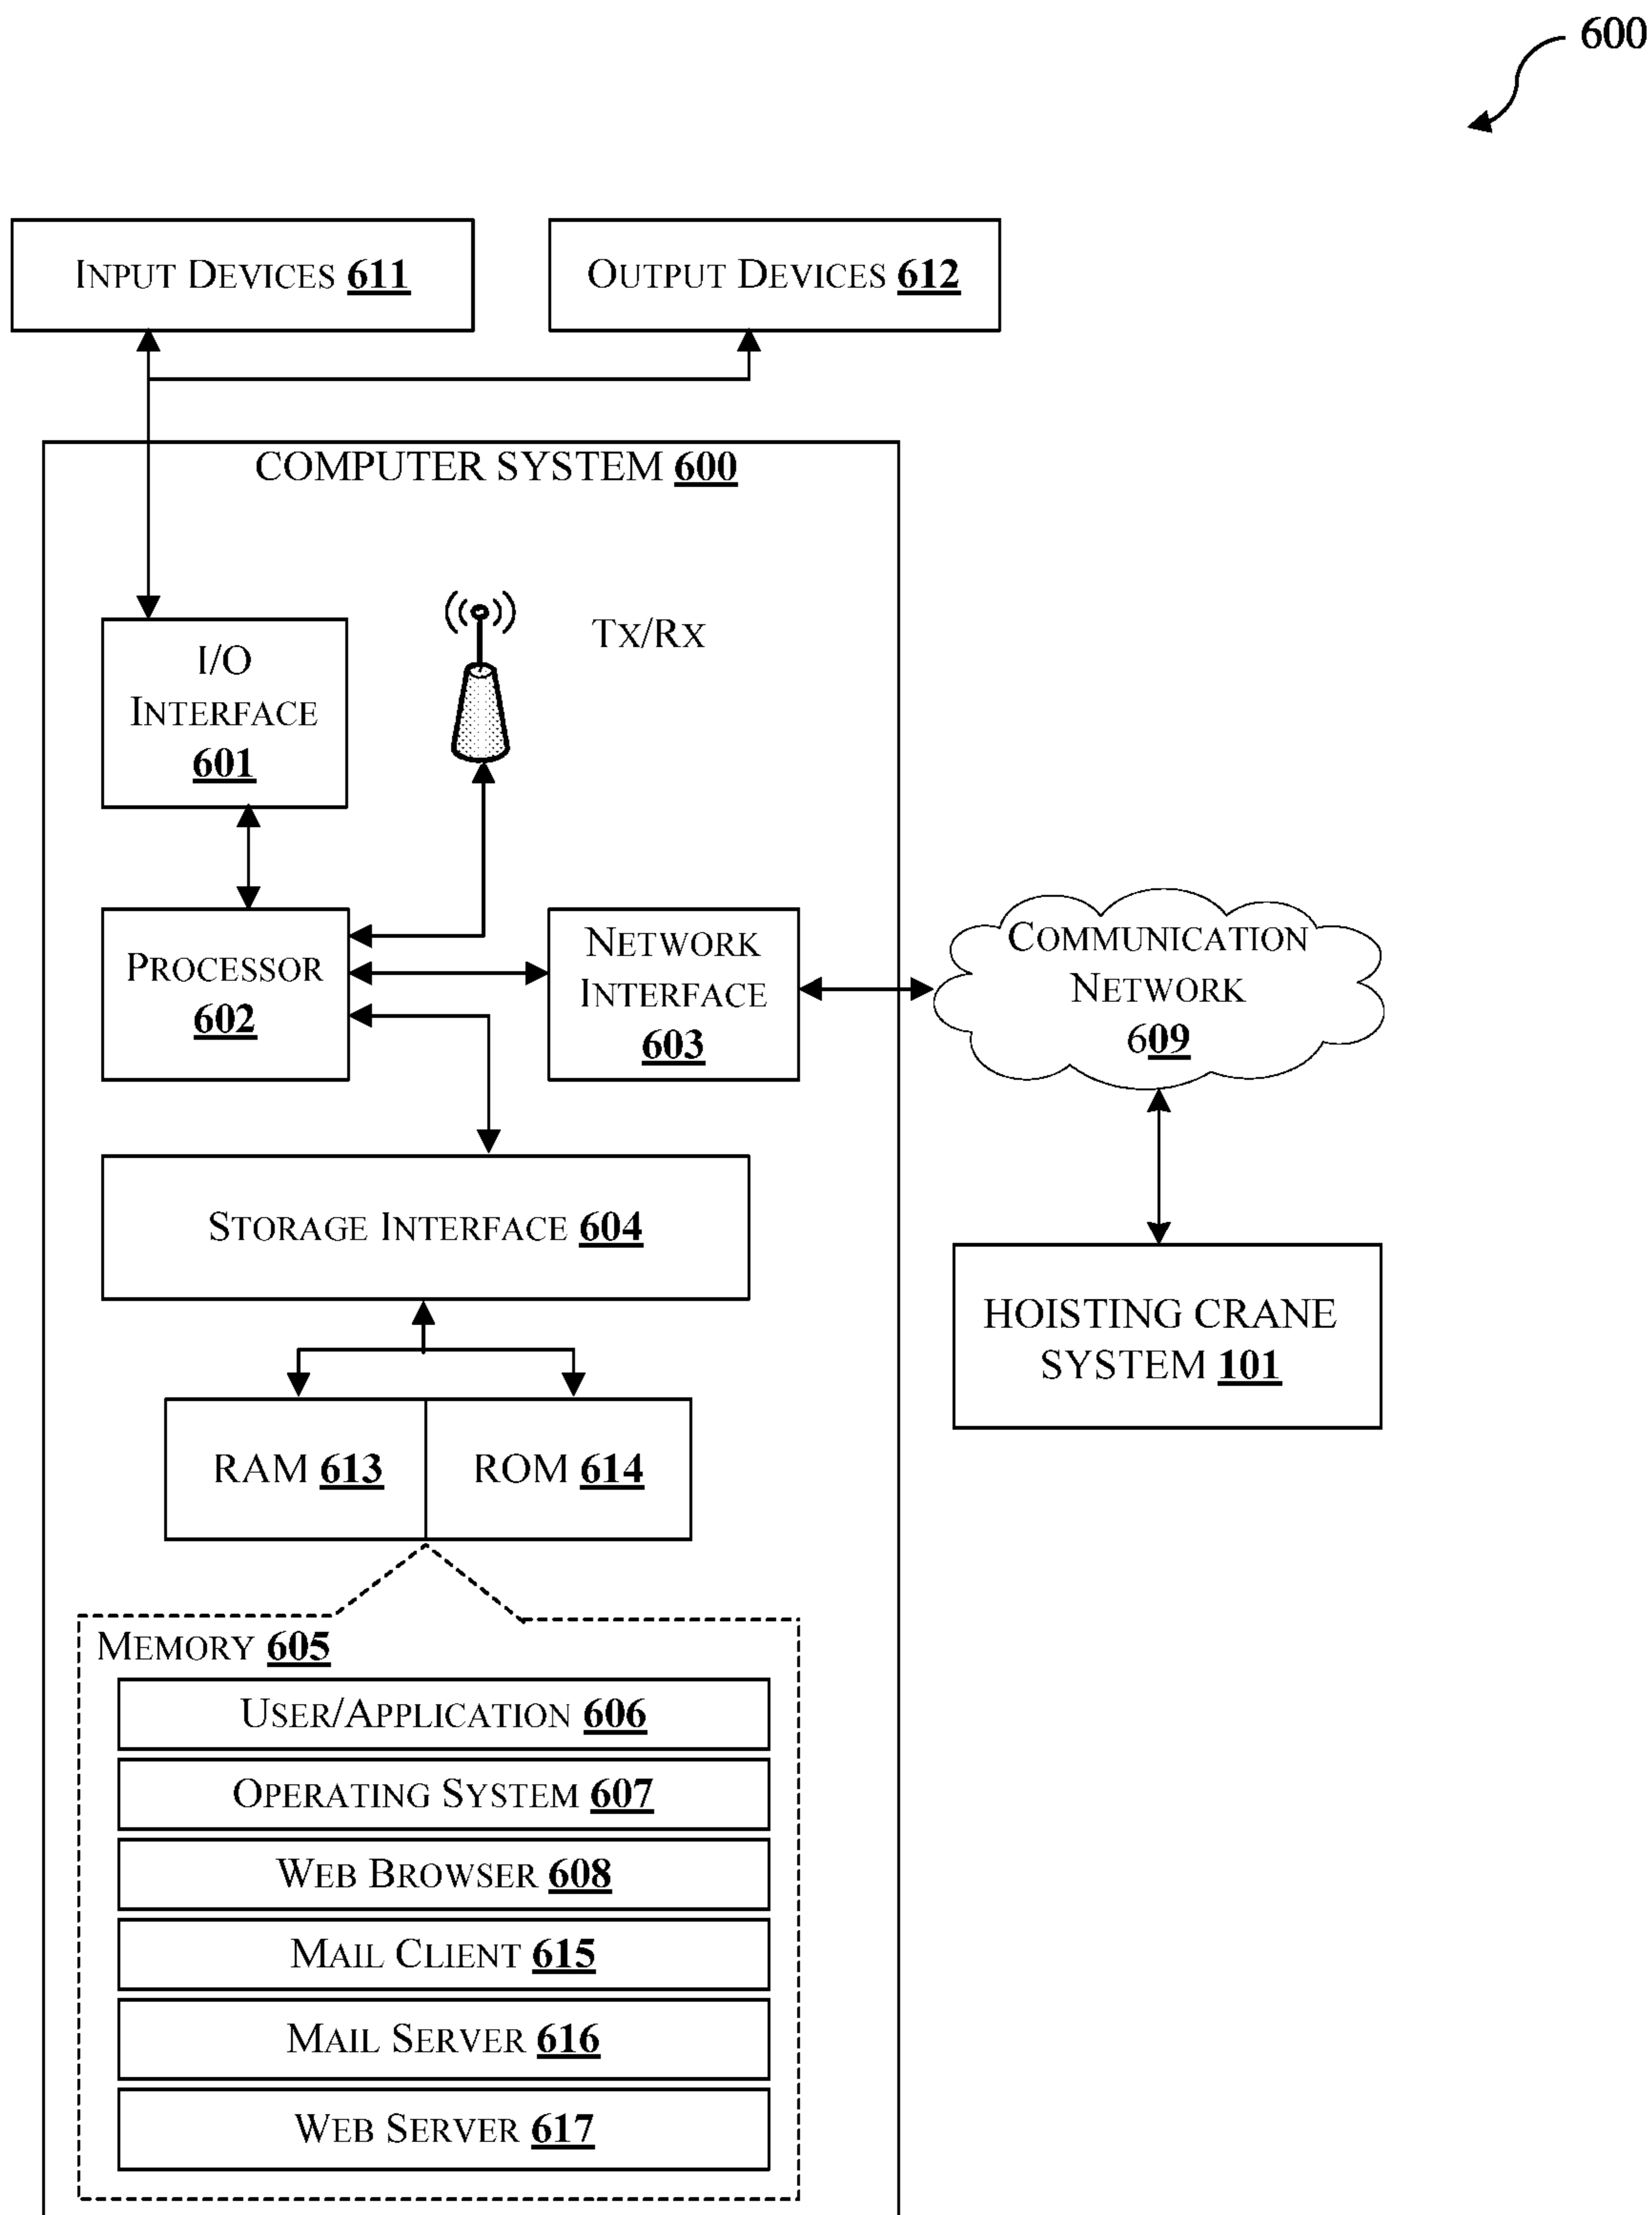 600
INPUT DEVICES 611
OUTPUT DEVICES 612
COMPUTER SYSTEM 600
I/O
INTERFACE
601
TX/RX
PROCESSOR
602
NETWORK
INTERFACE
603
COMMUNICATION
NETWORK
609
STORAGE INTERFACE 604
HOISTING CRANE
SYSTEM 101
RAM 613
ROM 614
MEMORY 605
USER/APPLICATION 606
OPERATING SYSTEM 607
WEB BROWSER 608
MAIL CLIENT 615
MAIL SERVER 616
WEB SERVER 617